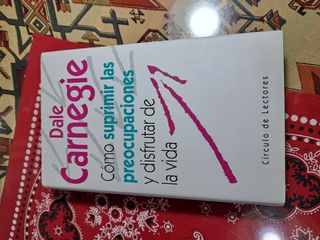 Dale
Carnegie
Cómo suprimir las
preocupaciones
y disfrutar de
la vida
Círculo de Lectores